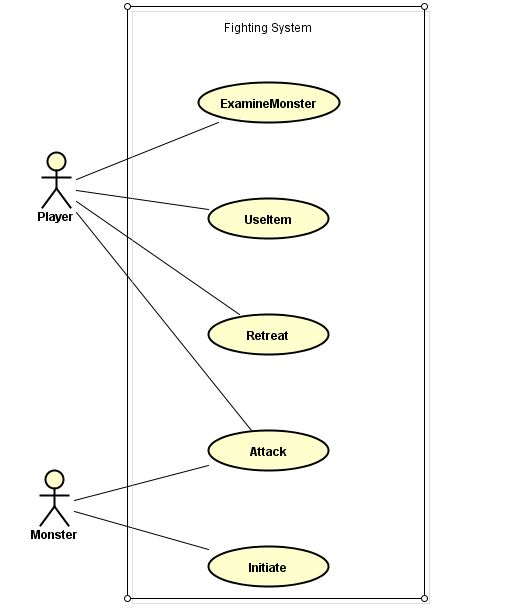 Fighting System
ExamineMonster
Player
UseItem
Retreat
Attack
Monster
Initiate